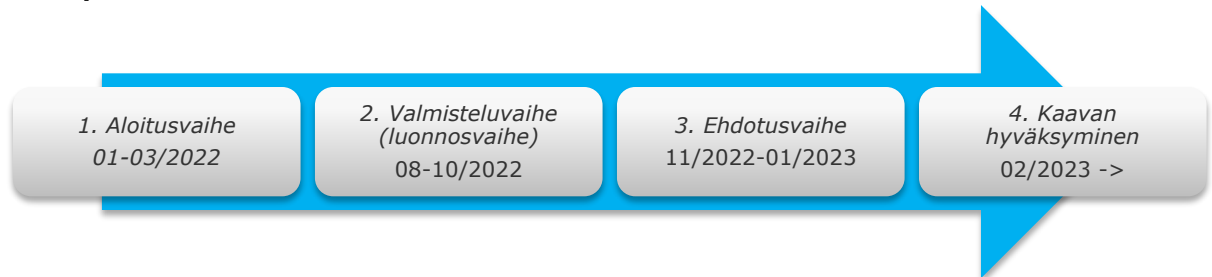 1. Aloitusvaihe
01-03/2022
2. Valmisteluvaihe
(luonnosvaihe)
08-10/2022
3. Ehdotusvaihe
11/2022-01/2023
4. Kaavan
hyväksyminen
02/2023 ->